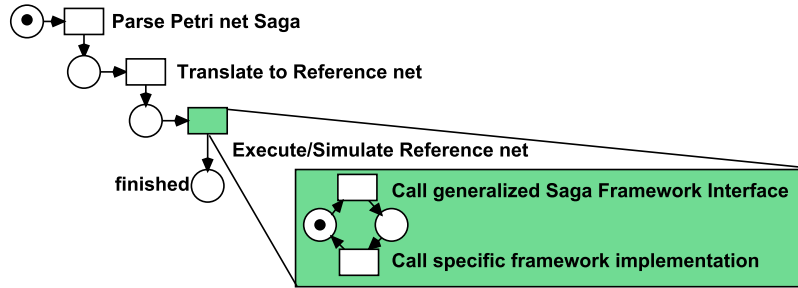 Parse Petri net Saga
Translate to Reference net
Execute/Simulate Reference net
finished
Call generalized Saga Framework Interface
Call specific framework implementation